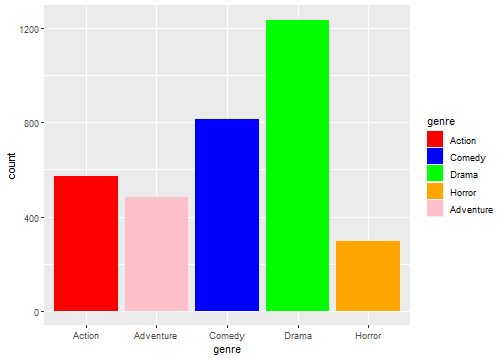 1200
800
400
0
count
Action Adventure Comedy Drama Horror
genre
genre
Action
Comedy
Drama
Horror
Adventure